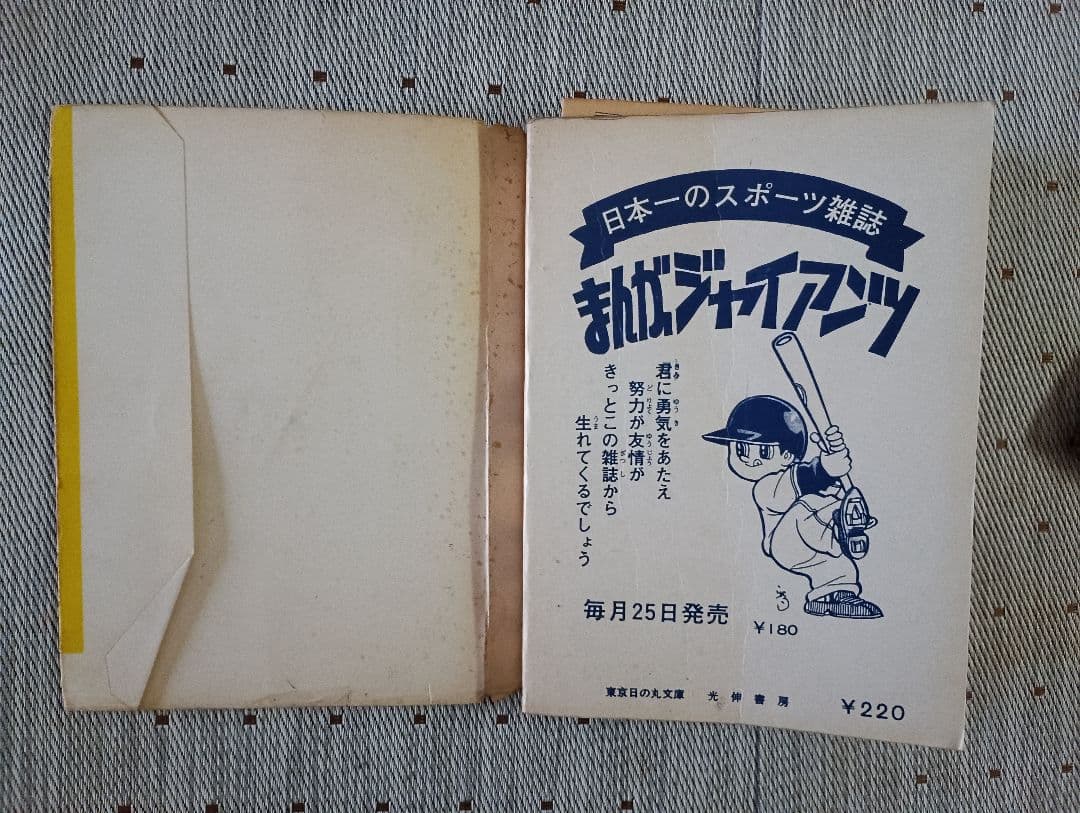 日本一のスポーツ雑誌
まんがジャイアンツ
君に勇気をあたえ
努力が友情が
きっとこの雑誌から
生れてくるでしょう
毎月25日発売
¥180
東京日の丸文庫 光伸書房
¥220